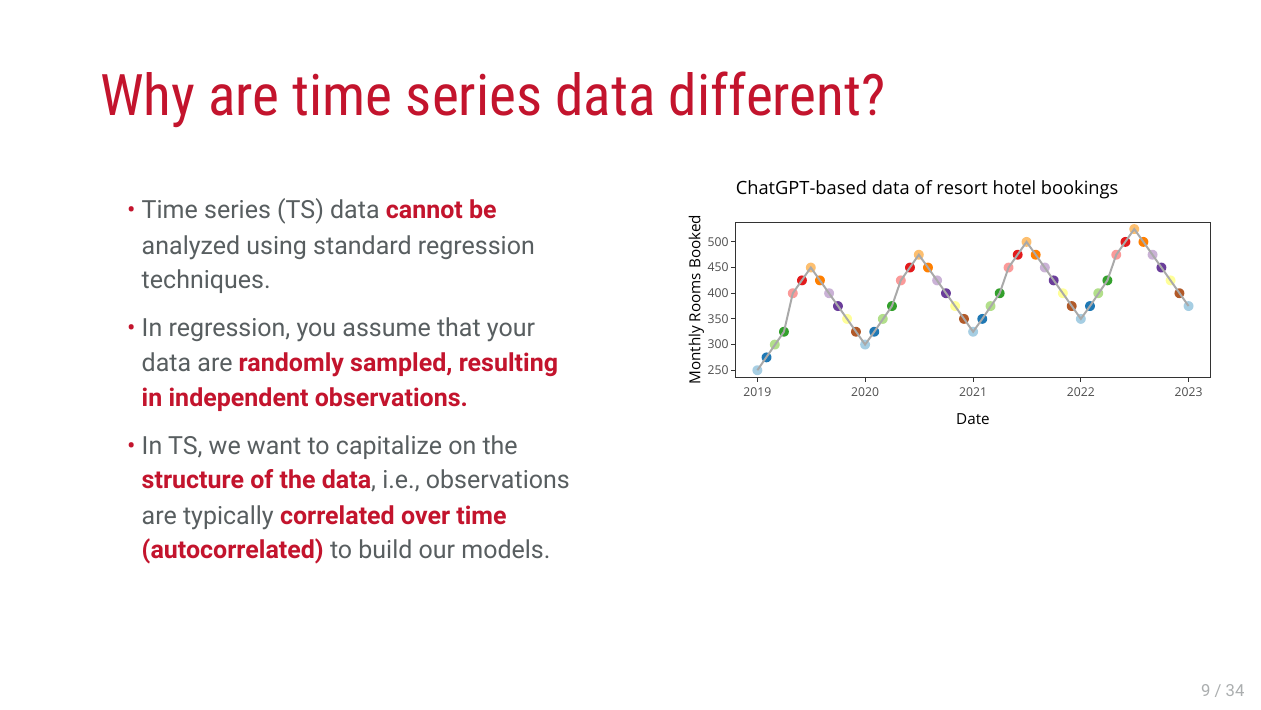 Why are time series data different?
• Time series (TS) data cannot be
analyzed using standard regression
techniques.
• In regression, you assume that your
data are randomly sampled, resulting
in independent observations.
• In TS, we want to capitalize on the
structure of the data, i.e., observations
are typically correlated over time
(autocorrelated) to build our models.
ChatGPT-based data of resort hotel bookings
Monthly Rooms Booked
500
450
400
350
300
250
2019 2020 2021 2022 2023
Date
9 / 34